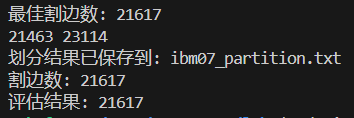 最佳割边数: 21617
21463 23114
划分结果已保存到: ibm07_partition.txt
割边数: 21617
评估结果: 21617